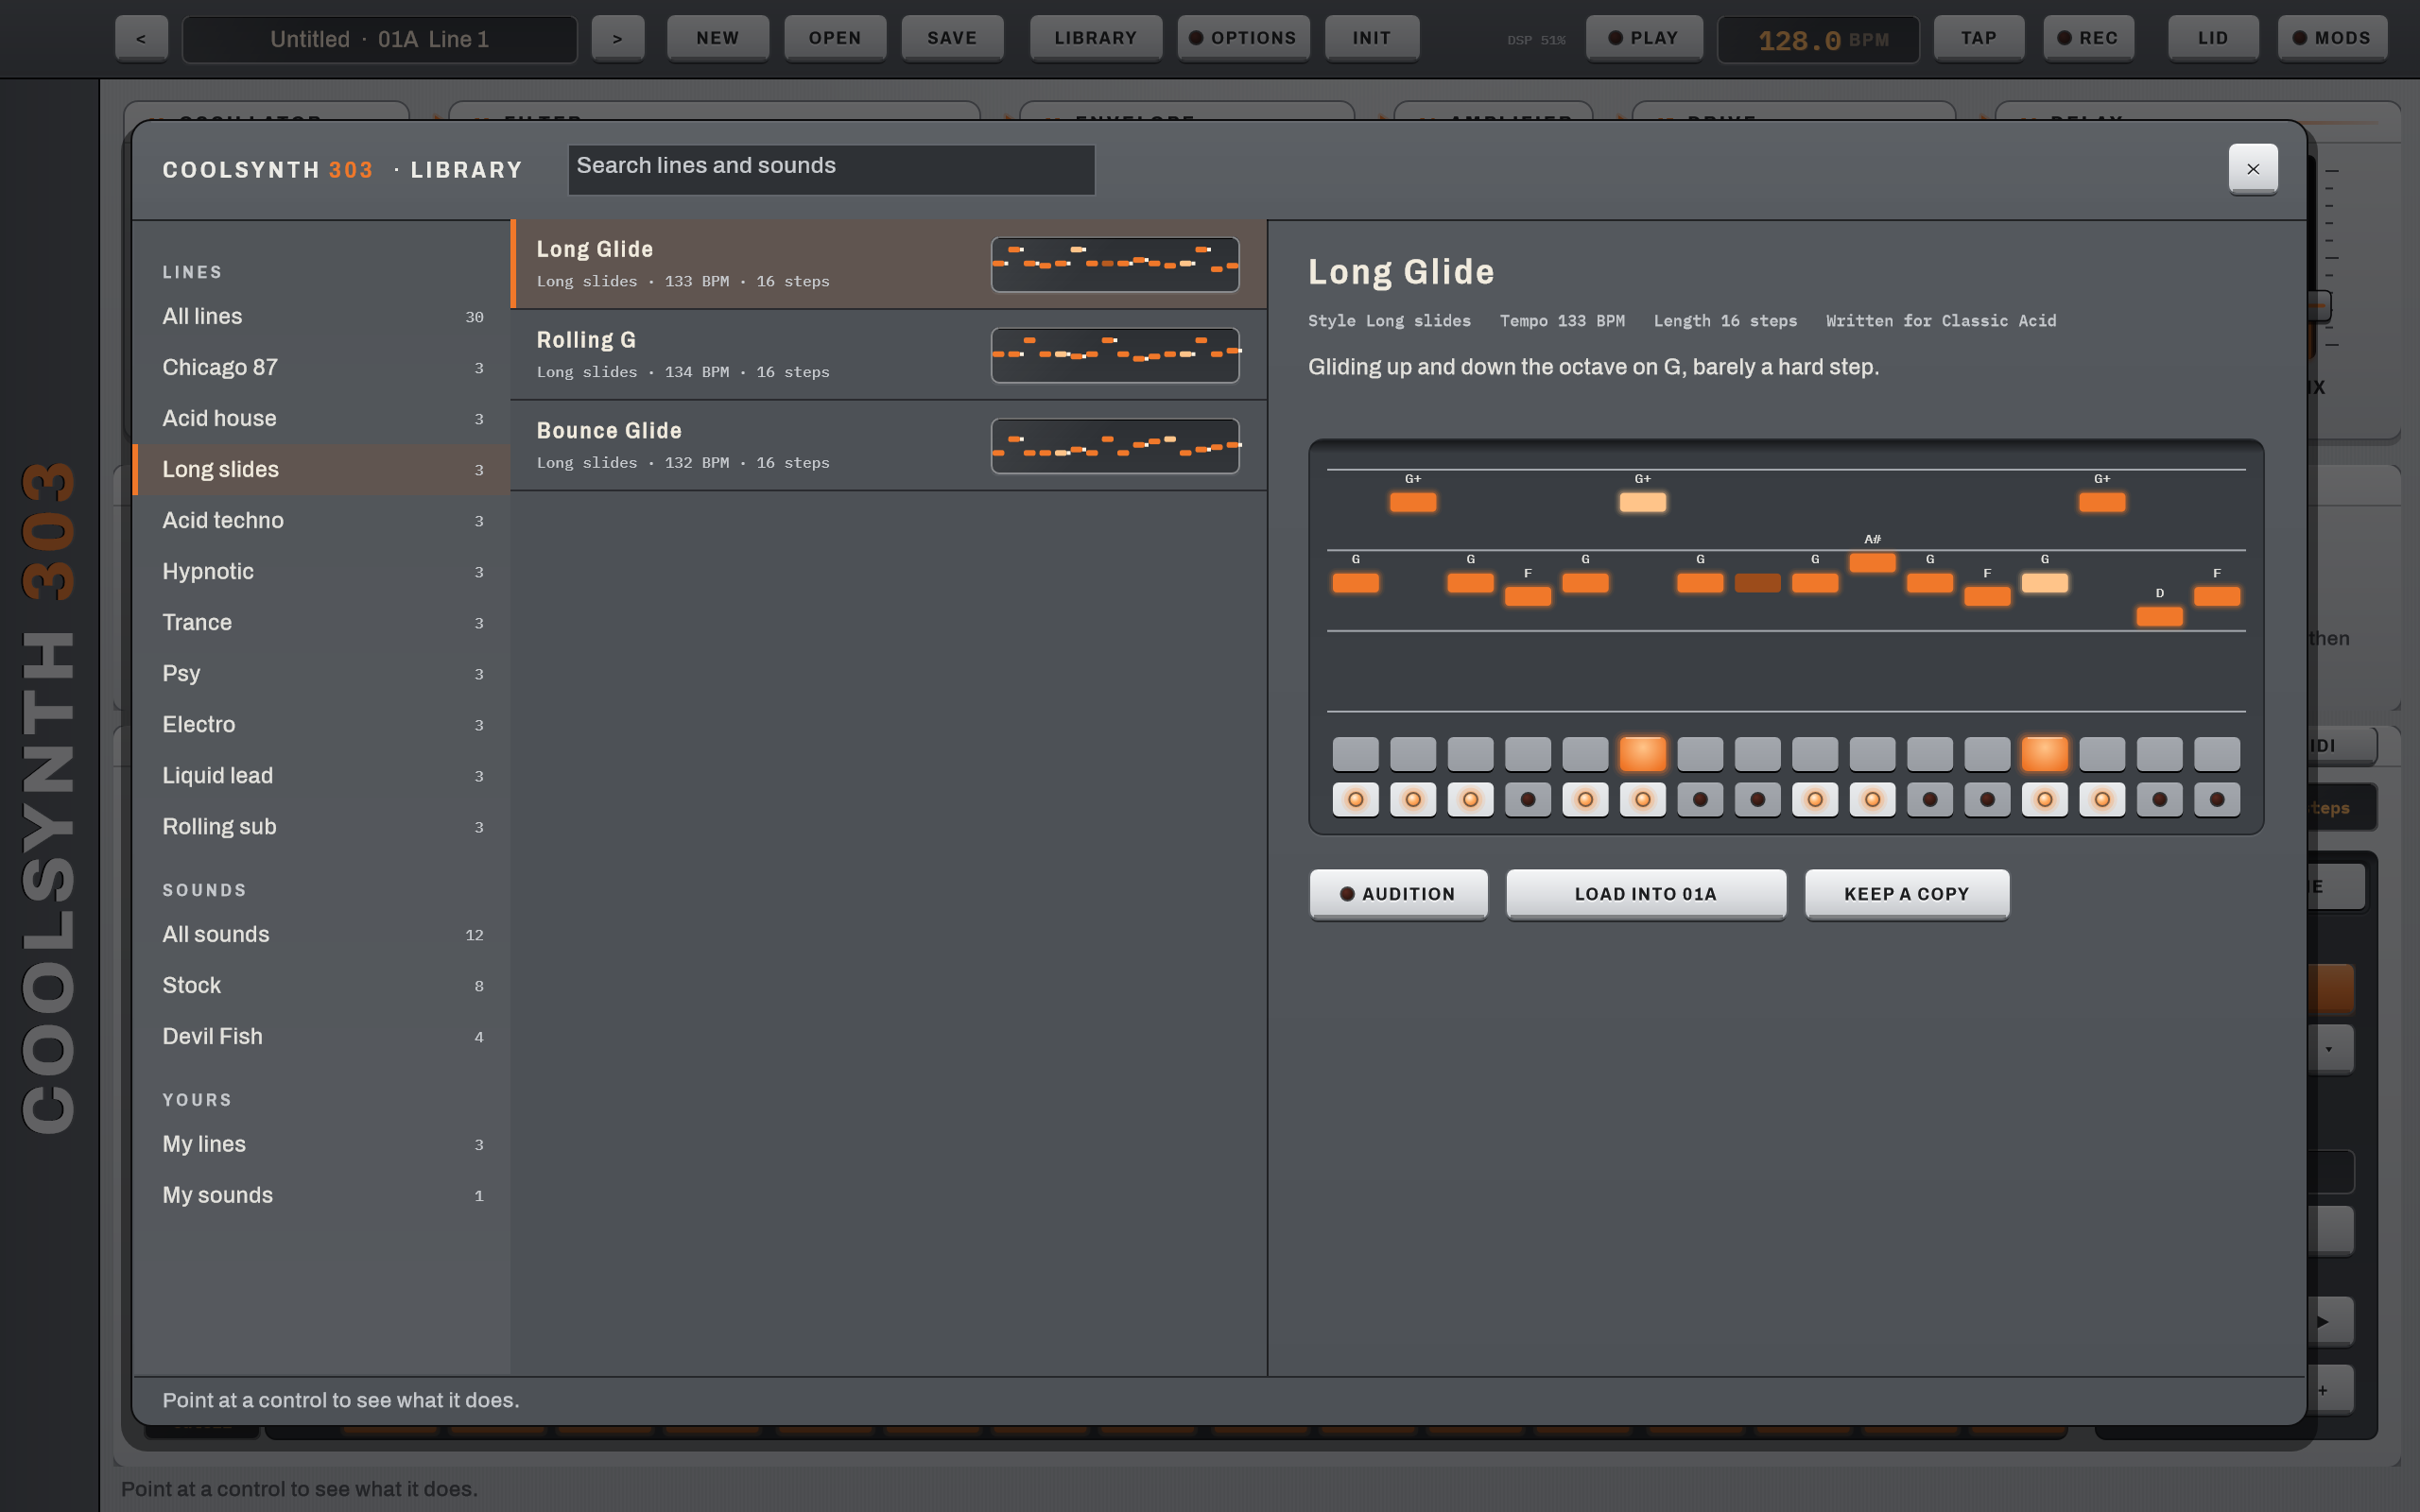 <
Untitled · 01A Line 1
>
NEW
OPEN
SAVE
LIBRARY
OPTIONS
INIT
DSP 51%
PLAY
128.0 BPM
TAP
REC
LID
MODS
COOLSYNTH 303
COOLSYNTH 303 · LIBRARY
Search lines and sounds
×
LINES
All lines 30
Chicago 87 3
Acid house 3
Long slides 3
Acid techno 3
Hypnotic 3
Trance 3
Psy 3
Electro 3
Liquid lead 3
Rolling sub 3
SOUNDS
All sounds 12
Stock 8
Devil Fish 4
YOURS
My lines 3
My sounds 1
Long Glide
Long slides · 133 BPM · 16 steps
Rolling G
Long slides · 134 BPM · 16 steps
Bounce Glide
Long slides · 132 BPM · 16 steps
Long Glide
Style Long slides Tempo 133 BPM Length 16 steps Written for Classic Acid
Gliding up and down the octave on G, barely a hard step.
G+ G+ G+
A#
G G G G G G G
F F F
D
AUDITION
LOAD INTO 01A
KEEP A COPY
then
Point at a control to see what it does.
Point at a control to see what it does.